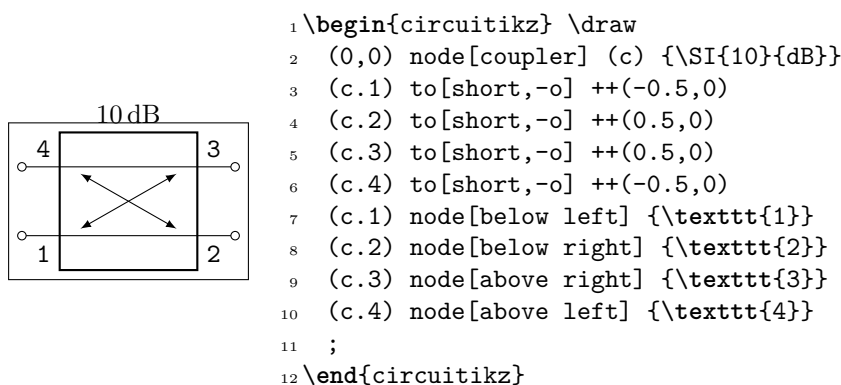 10 dB
4 3
1 2
1 \begin{circuitikz} \draw
2 (0,0) node[coupler] (c) {\SI{10}{dB}}
3 (c.1) to[short,-o] ++(-0.5,0)
4 (c.2) to[short,-o] ++(0.5,0)
5 (c.3) to[short,-o] ++(0.5,0)
6 (c.4) to[short,-o] ++(-0.5,0)
7 (c.1) node[below left] {\texttt{1}}
8 (c.2) node[below right] {\texttt{2}}
9 (c.3) node[above right] {\texttt{3}}
10 (c.4) node[above left] {\texttt{4}}
11 ;
12 \end{circuitikz}